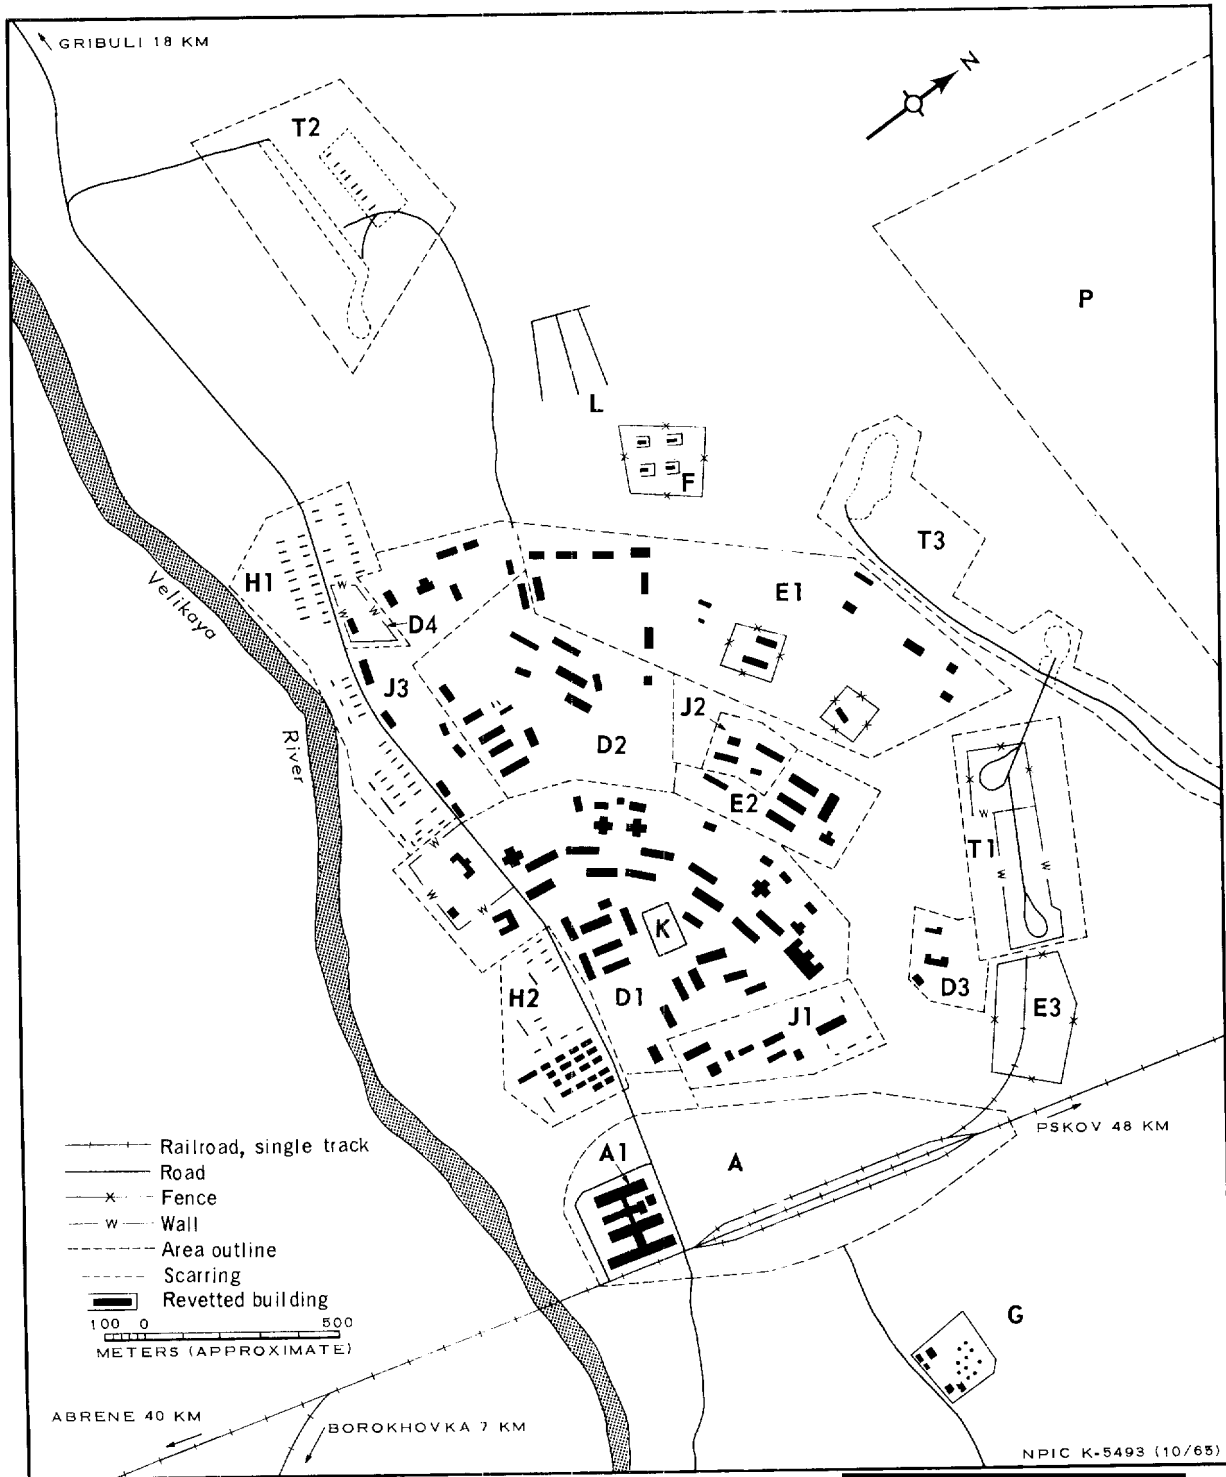 GRIBULI 18 KM
N
T2
P
L
F
T3
H1
E1
D4
Velikaya
J3
J2
River
D2
E2
T1
K
D3
H2
D1
E3
J1
PSKOV 48 KM
A1
A
Railroad, single track
Road
x Fence
w Wall
Area outline
Scarring
Revetted building
100 0 500
METERS (APPROXIMATE)
G
ABRENE 40 KM
BOROKHOVKA 7 KM
NPIC K-5493 (10/65)
W
W
W
W
W
W
W
W
W